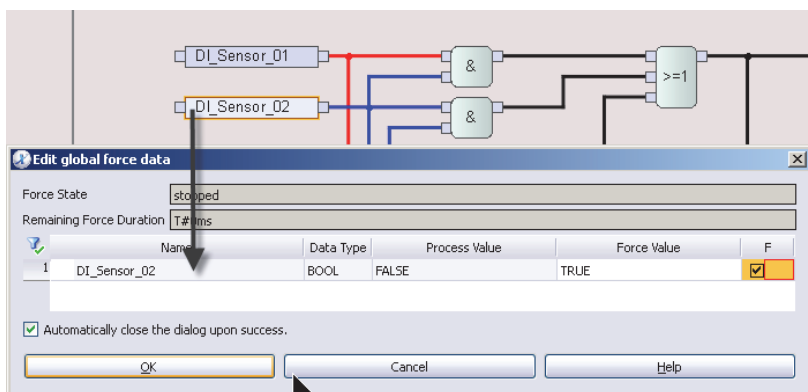 DI_Sensor_01
&
>=1
DI_Sensor_02
&
Edit global force data
Force State stopped
Remaining Force Duration T#0ms
Name Data Type Process Value Force Value F
1 DI_Sensor_02 BOOL FALSE TRUE
Automatically close the dialog upon success.
OK Cancel Help